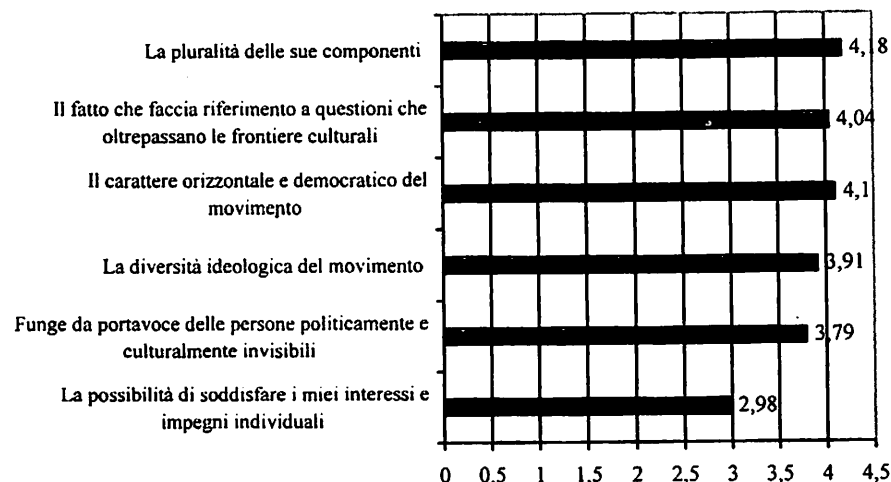 La pluralità delle sue componenti
4,18
Il fatto che faccia riferimento a questioni che
oltrepassano le frontiere culturali
4,04
Il carattere orizzontale e democratico del
movimento
4,1
La diversità ideologica del movimento
3,91
Funge da portavoce delle persone politicamente e
culturalmente invisibili
3,79
La possibilità di soddisfare i miei interessi e
impegni individuali
2,98
0 0,5 1 1,5 2 2,5 3 3,5 4 4,5